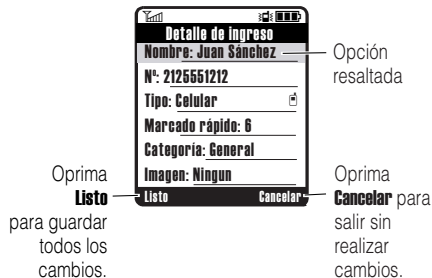 Detalle de ingreso
Nombre: Juan Sánchez
Nº: 2125551212
Tipo: Celular
Marcado rápido: 6
Categoría: General
Imagen: Ningun
Listo
Cancelar
Opción
resaltada
Oprima
Listo
para guardar
todos los
cambios.
Oprima
Cancelar para
salir sin
realizar
cambios.